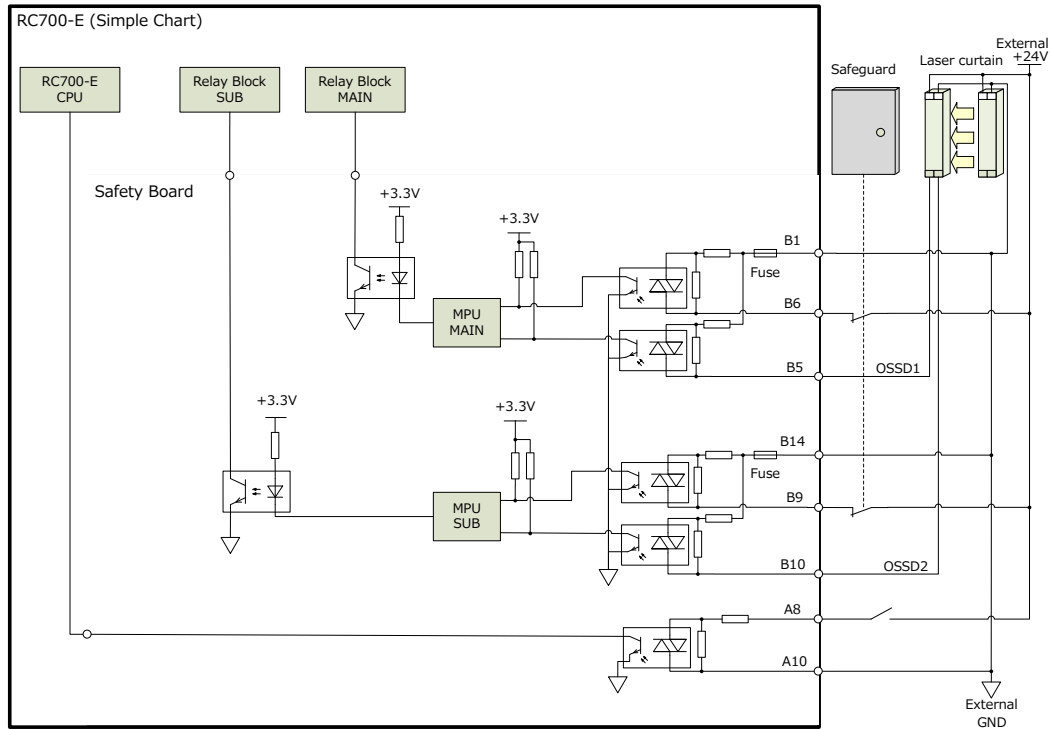 RC700-E (Simple Chart)
RC700-E
CPU
Relay Block
SUB
Relay Block
MAIN
Safeguard
Laser curtain
External
+24V
Safety Board
+3.3V
+3.3V
B1
Fuse
MPU
MAIN
B6
B5
OSSD1
+3.3V
+3.3V
B14
Fuse
MPU
SUB
B9
B10
OSSD2
A8
A10
External
GND